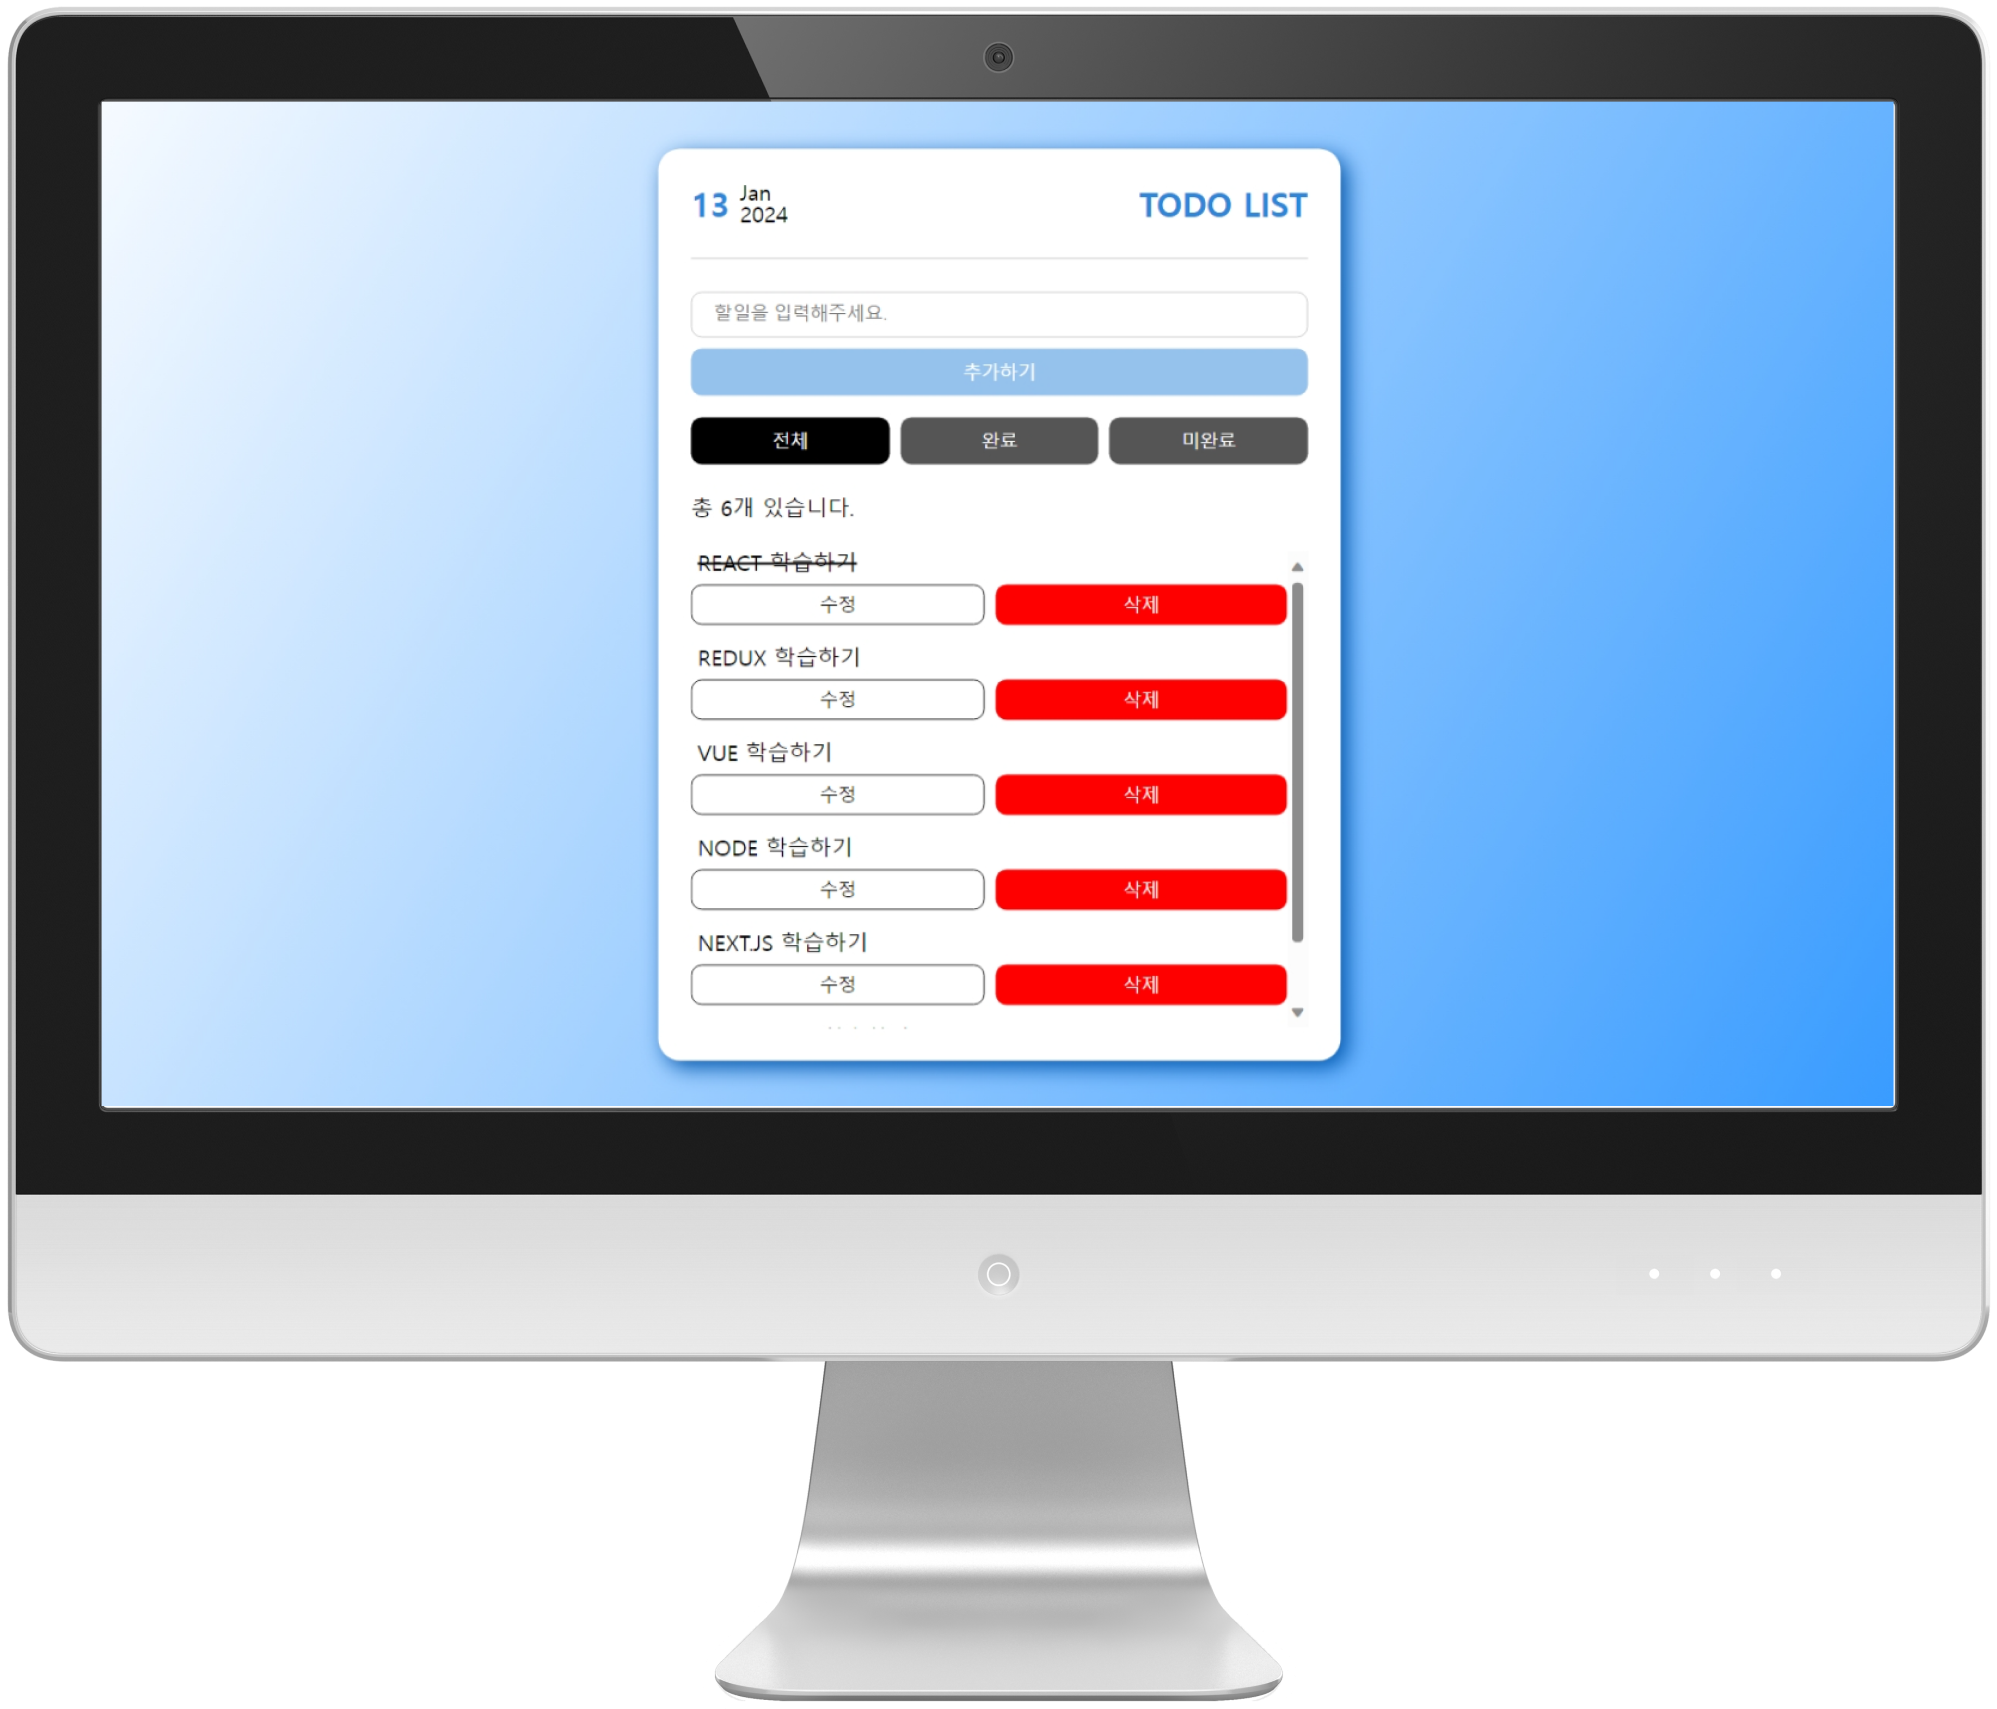 13 Jan
2024
TODO LIST
할일을 입력해주세요.
추가하기
전체 완료 미완료
총 6개 있습니다.
REACT 학습하기
수정 삭제
REDUX 학습하기
수정 삭제
VUE 학습하기
수정 삭제
NODE 학습하기
수정 삭제
NEXT.JS 학습하기
수정 삭제